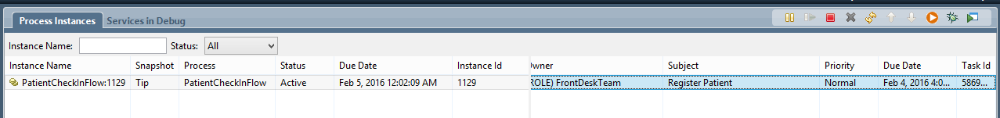 Process Instances Services in Debug
Instance Name: Status: All
Instance Name Snapshot Process Status Due Date Instance Id Owner Subject Priority Due Date Task Id
PatientCheckInFlow:1129 Tip PatientCheckInFlow Active Feb 5, 2016 12:02:09 AM 1129 ROLE) FrontDeskTeam Register Patient Normal Feb 4, 2016 4:0... 5869...